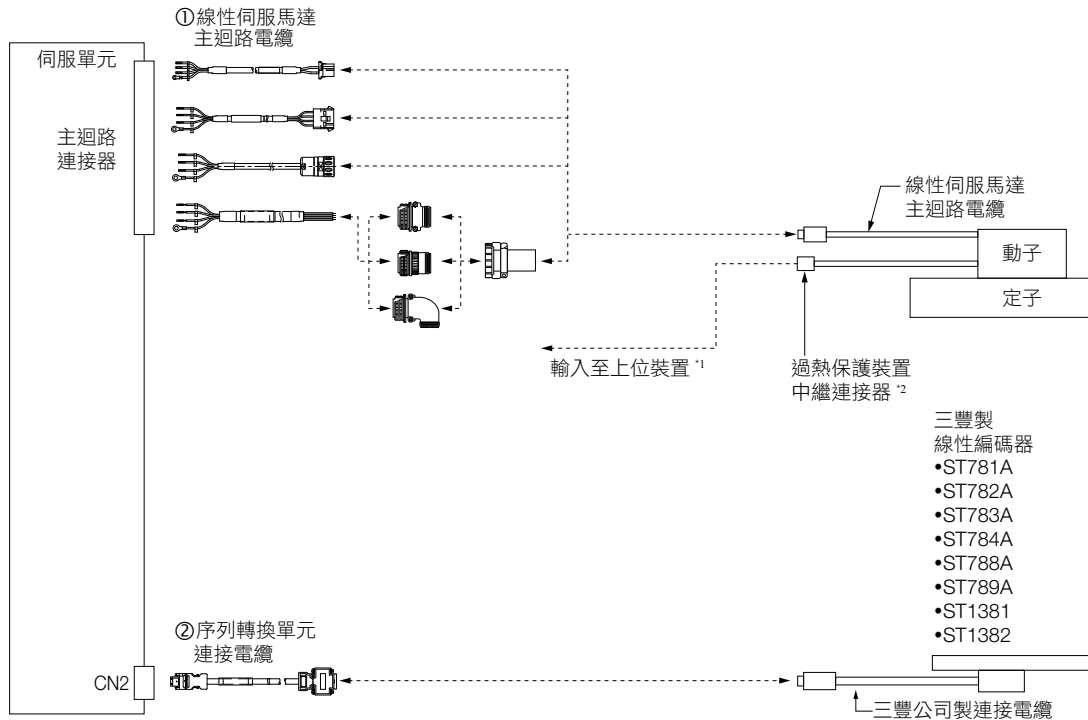 ①線性伺服馬達
主迴路電纜
伺服單元
主迴路
連接器
線性伺服馬達
主迴路電纜
動子
定子
輸入至上位裝置 *1
過熱保護裝置
中繼連接器 *2
三豐製
線性編碼器
•ST781A
•ST782A
•ST783A
•ST784A
•ST788A
•ST789A
•ST1381
•ST1382
②序列轉換單元
連接電纜
CN2
三豐公司製連接電纜